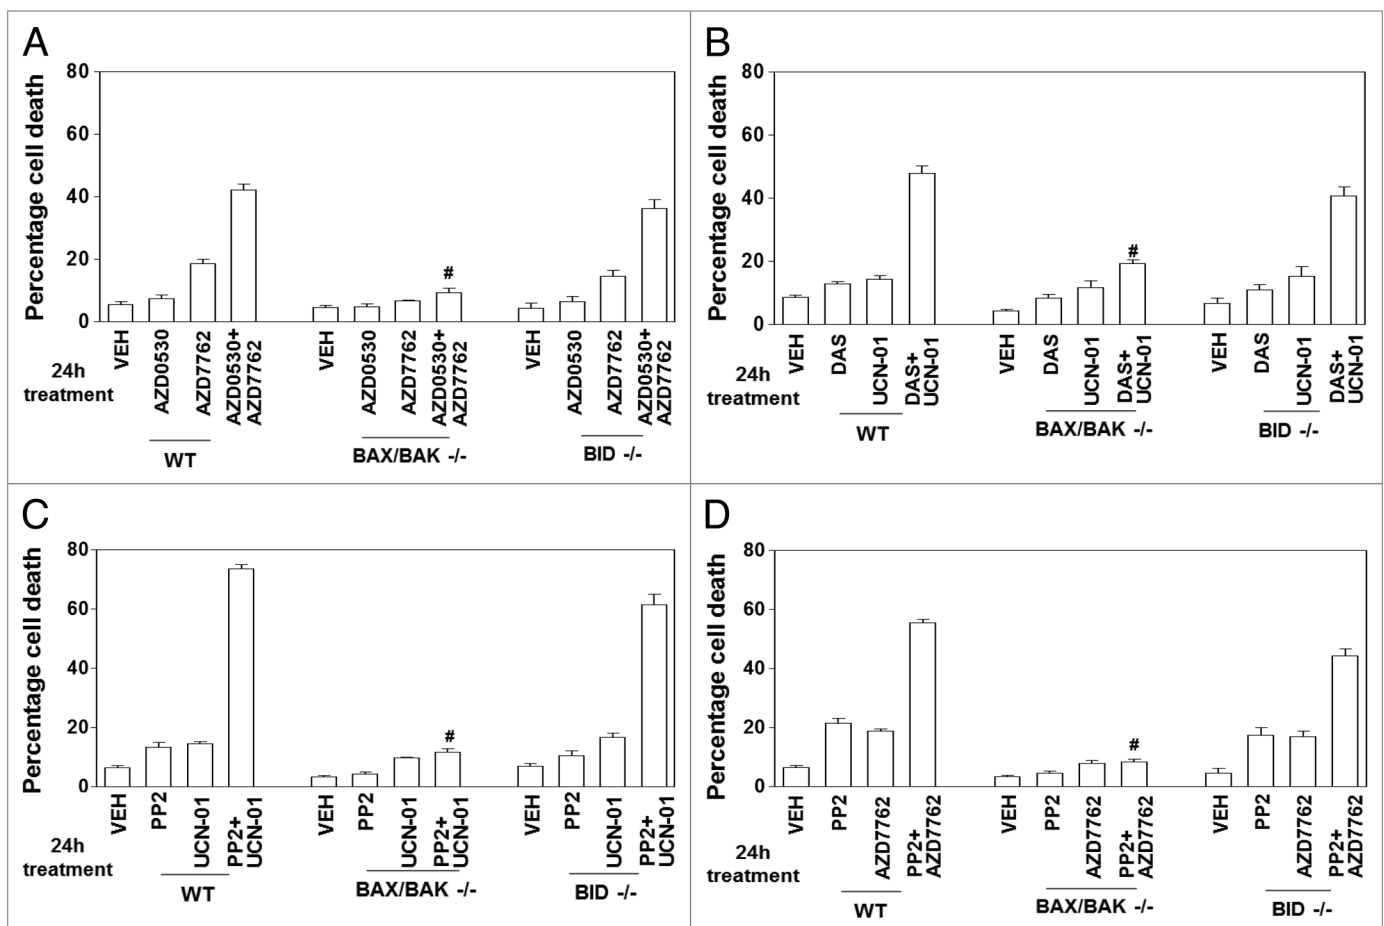 A
Percentage cell death
80
60
40
20
0
#
24h
treatment
VEH
AZD0530
AZD7762
AZD0530+
AZD7762
VEH
AZD0530
AZD7762
AZD0530+
AZD7762
VEH
AZD0530
AZD7762
AZD0530+
AZD7762
WT
BAX/BAK -/-
BID -/-
B
Percentage cell death
80
60
40
20
0
#
24h
treatment
VEH
DAS
UCN-01
DAS+
UCN-01
VEH
DAS
UCN-01
DAS+
UCN-01
VEH
DAS
UCN-01
DAS+
UCN-01
WT
BAX/BAK -/-
BID -/-
C
Percentage cell death
80
60
40
20
0
#
24h
treatment
VEH
PP2
UCN-01
PP2+
UCN-01
VEH
PP2
UCN-01
PP2+
UCN-01
VEH
PP2
UCN-01
PP2+
UCN-01
WT
BAX/BAK -/-
BID -/-
D
Percentage cell death
80
60
40
20
0
#
24h
treatment
VEH
PP2
AZD7762
PP2+
AZD7762
VEH
PP2
AZD7762
PP2+
AZD7762
VEH
PP2
AZD7762
PP2+
AZD7762
WT
BAX/BAK -/-
BID -/-